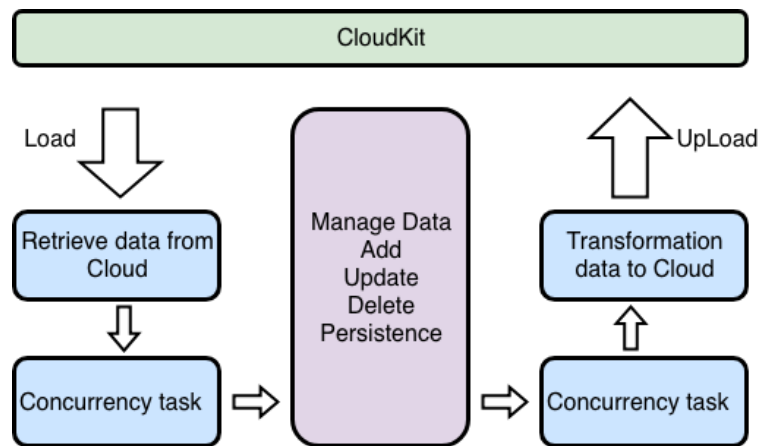 CloudKit
Load
UpLoad
Retrieve data from
Cloud
Manage Data
Add
Update
Delete
Persistence
Transformation
data to Cloud
Concurrency task
Concurrency task